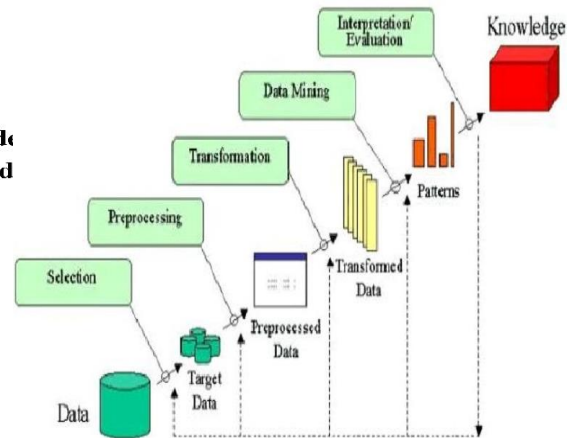 Interpretation/
Evaluation
Knowledge
Data Mining
Transformation
Patterns
Preprocessing
Transformed
Data
Selection
Preprocessed
Data
Target
Data
Data